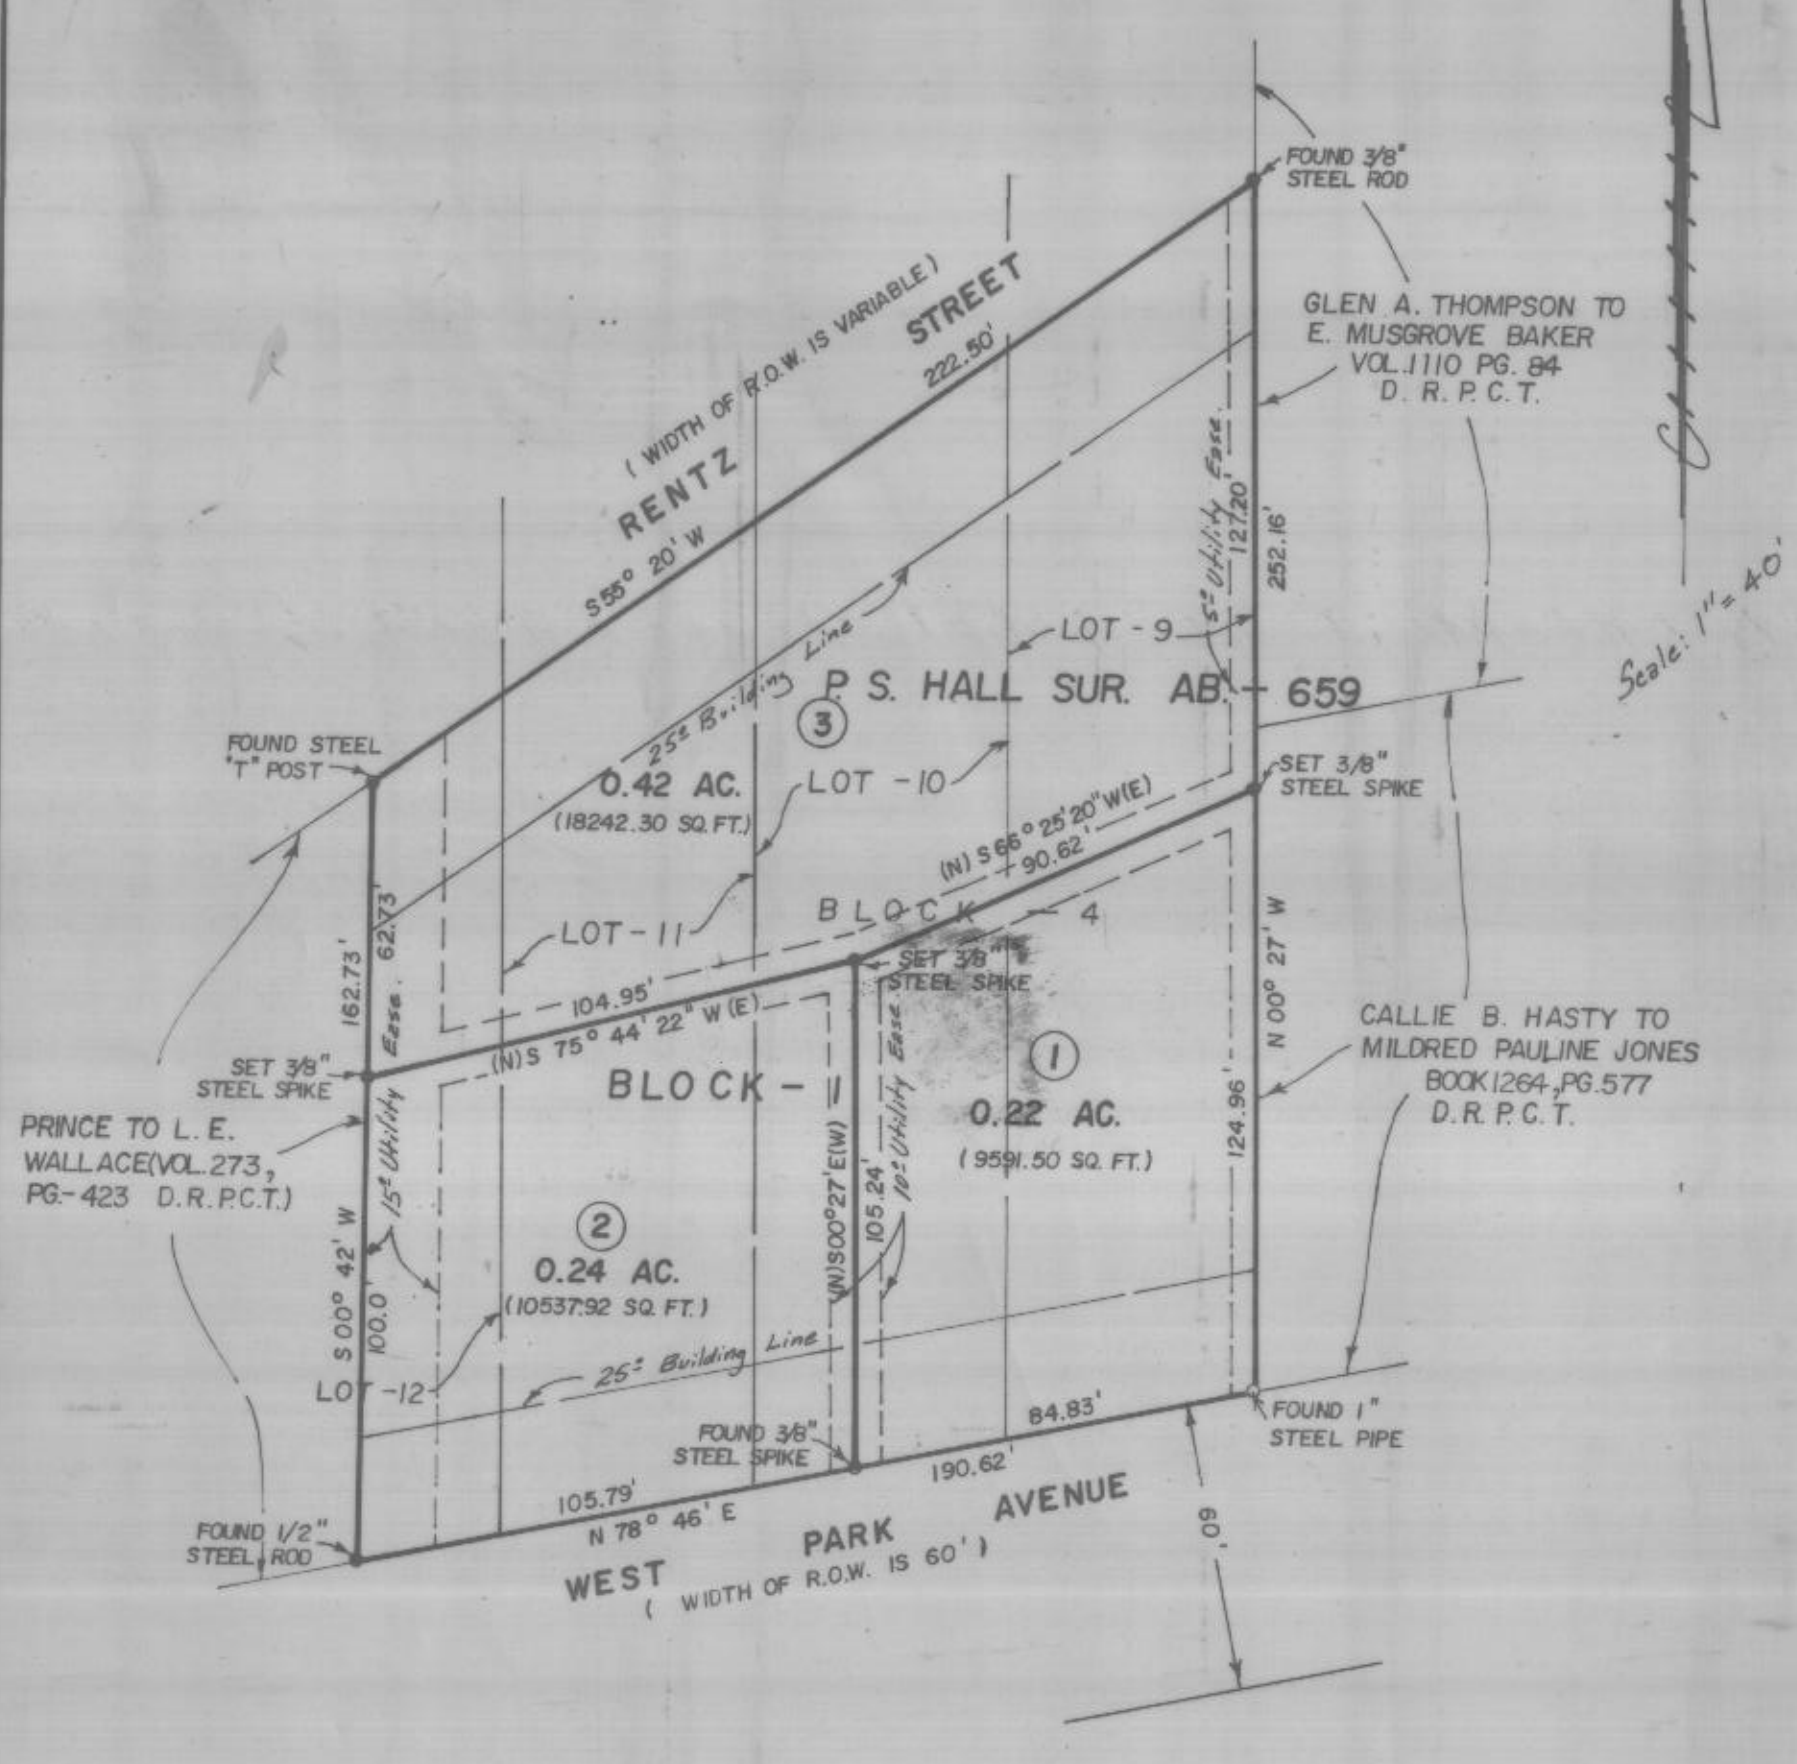 FOUND 3/8"
STEEL ROD
GLEN A. THOMPSON TO
E. MUSGROVE BAKER
VOL.1110 PG. 84
D. R. P. C. T.
( WIDTH OF R.O.W. IS VARIABLE )
RENTZ STREET
222.50'
S 55° 20' W
5' Utility Ease.
127.20'
252.16'
Scale: 1" = 40'
LOT - 9
P. S. HALL SUR. AB. - 659
25' Building Line
3
FOUND STEEL
"T" POST
0.42 AC.
(18242.30 SQ. FT.)
LOT - 10
SET 3/8"
STEEL SPIKE
(N) S 66° 25' 20" W (E)
90.62'
BLOCK - 4
LOT - 11
162.73'
62.73'
104.95'
(N) S 75° 44' 22" W (E)
SET 3/8"
STEEL SPIKE
SET 3/8"
STEEL SPIKE
BLOCK - 1
15' Utility Ease.
10' Utility Ease.
1
0.22 AC.
(9591.50 SQ. FT.)
N 00° 27' W
124.96'
CALLIE B. HASTY TO
MILDRED PAULINE JONES
BOOK 1264, PG. 577
D. R. P. C. T.
PRINCE TO L. E.
WALLACE (VOL. 273,
PG.- 423 D. R. P.C.T.)
(N) S 00° 27' E (W)
105.24'
2
0.24 AC.
(10537.92 SQ. FT.)
S 00° 42' W
100.0'
LOT - 12
25' Building Line
FOUND 3/8"
STEEL SPIKE
84.83'
190.62'
FOUND 1"
STEEL PIPE
105.79'
N 78° 46' E
FOUND 1/2"
STEEL ROD
WEST PARK AVENUE
( WIDTH OF R.O.W. IS 60' )
60'